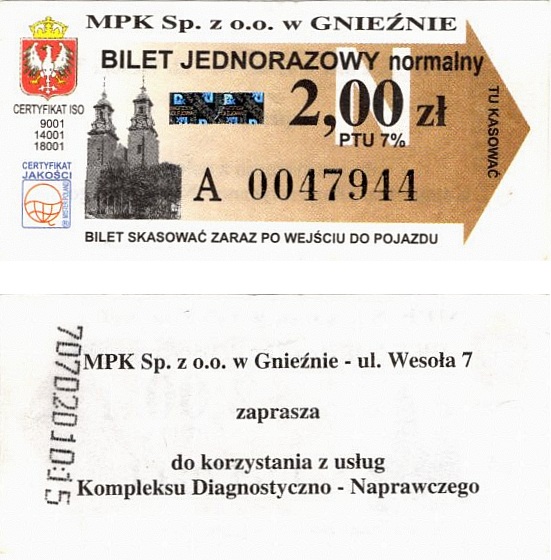 MPK Sp. z o.o. w GNIEŹNIE
BILET JEDNORAZOWY normalny
N
2,00 zł
PTU 7%
TU KASOWAĆ
CERTYFIKAT ISO
9001
14001
18001
CERTYFIKAT
JAKOŚCI
A 0047944
BILET SKASOWAĆ ZARAZ PO WEJŚCIU DO POJAZDU
70702010:15
MPK Sp. z o.o. w Gnieźnie - ul. Wesoła 7
zaprasza
do korzystania z usług
Kompleksu Diagnostyczno - Naprawczego